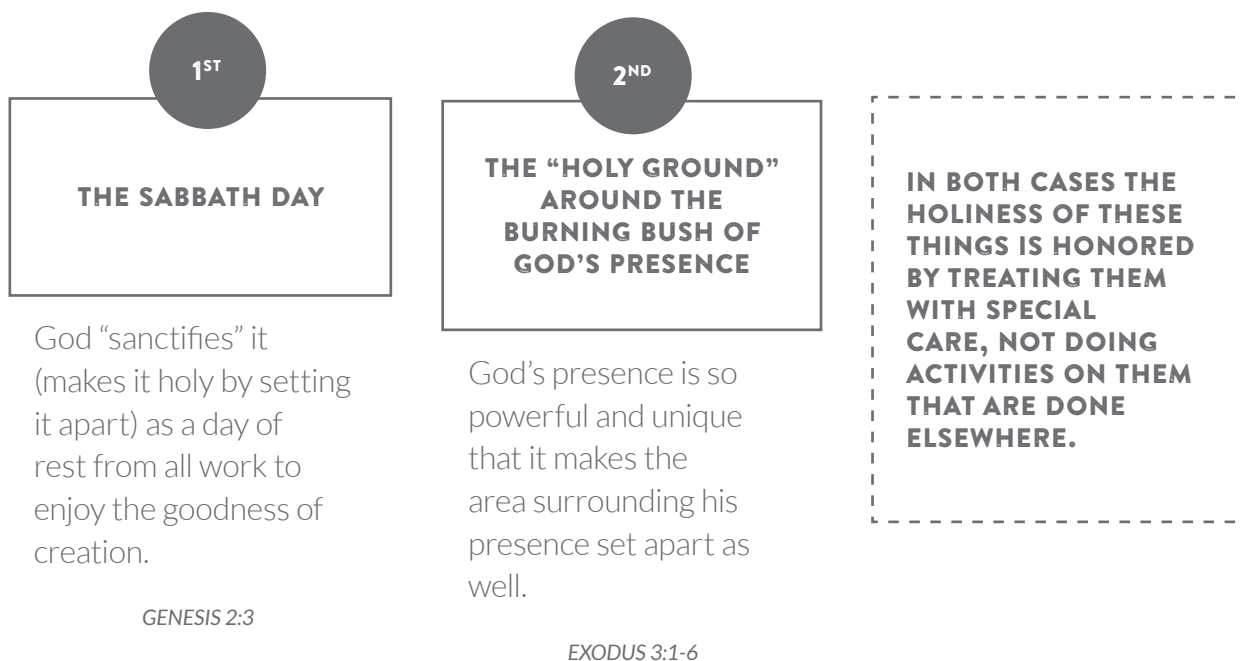 1ST
THE SABBATH DAY
God “sanctifies” it
(makes it holy by setting
it apart) as a day of
rest from all work to
enjoy the goodness of
creation.
GENESIS 2:3
2ND
THE “HOLY GROUND”
AROUND THE
BURNING BUSH OF
GOD’S PRESENCE
God’s presence is so
powerful and unique
that it makes the
area surrounding his
presence set apart as
well.
EXODUS 3:1-6
IN BOTH CASES THE
HOLINESS OF THESE
THINGS IS HONORED
BY TREATING THEM
WITH SPECIAL
CARE, NOT DOING
ACTIVITIES ON THEM
THAT ARE DONE
ELSEWHERE.